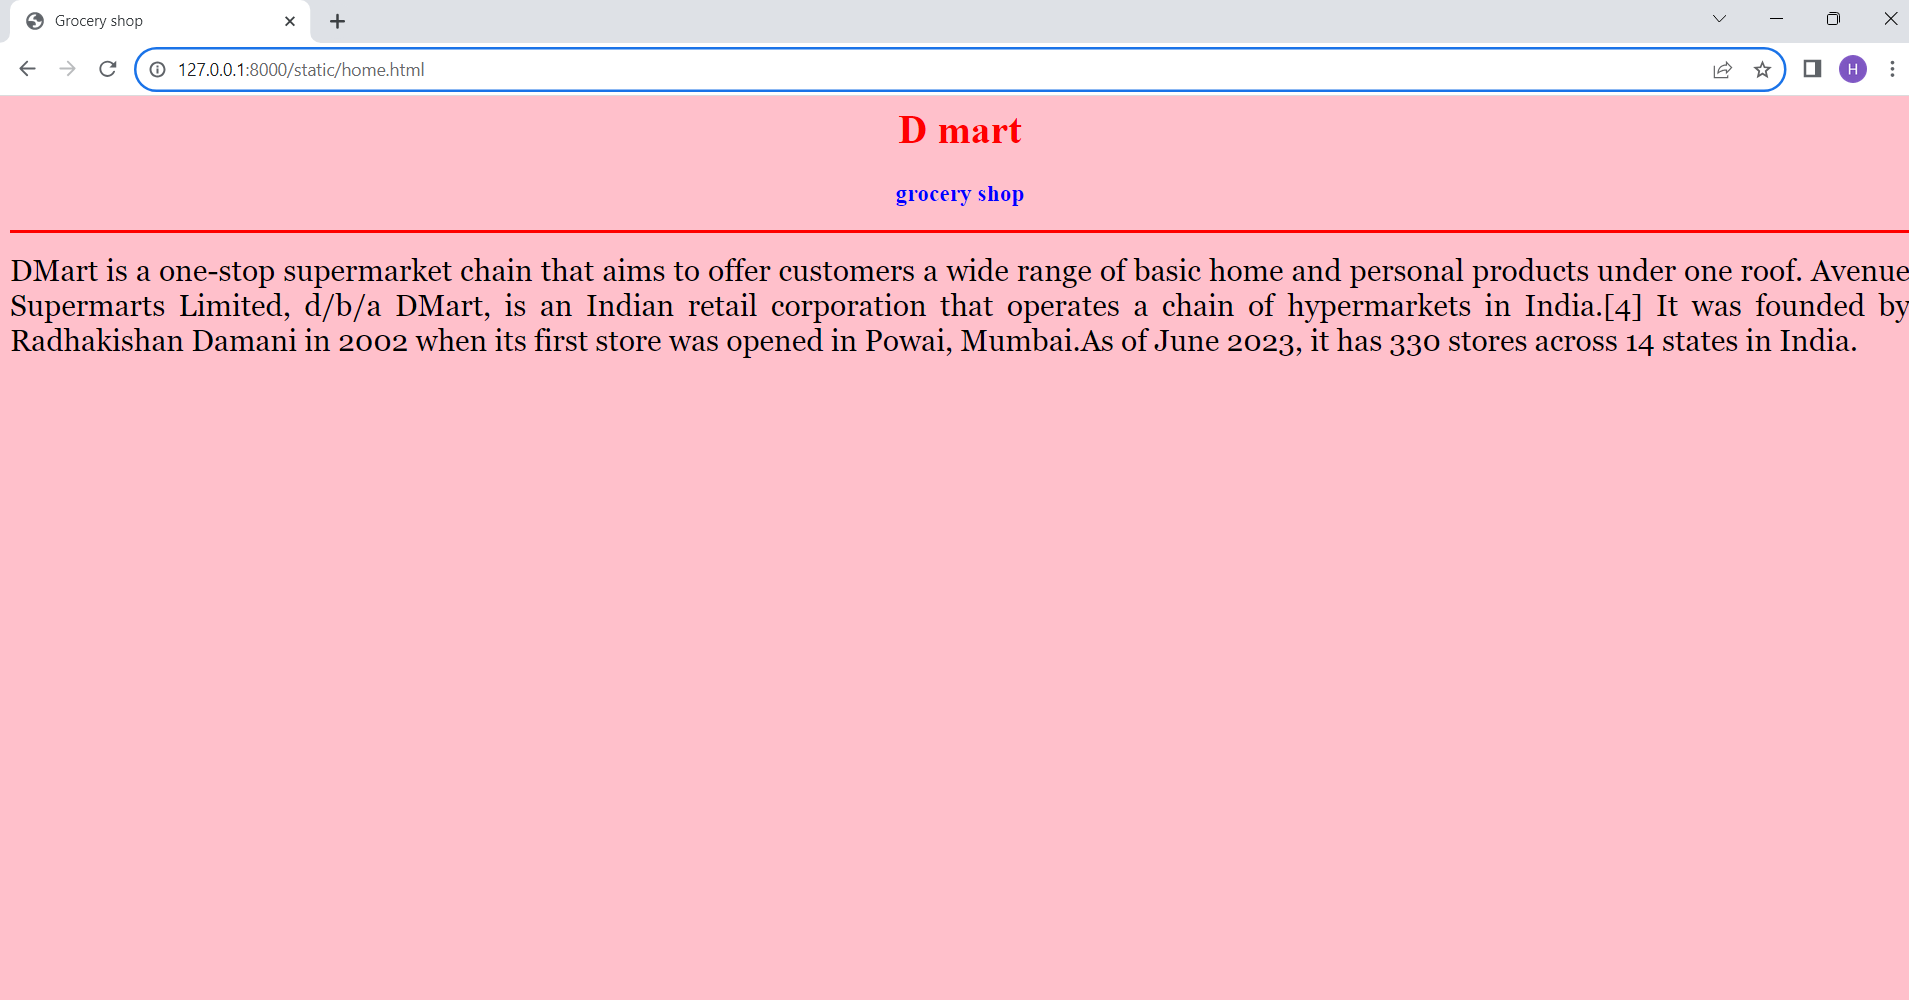 Grocery shop
127.0.0.1:8000/static/home.html
H
D mart
grocery shop
DMart is a one-stop supermarket chain that aims to offer customers a wide range of basic home and personal products under one roof. Avenue
Supermarts Limited, d/b/a DMart, is an Indian retail corporation that operates a chain of hypermarkets in India.[4] It was founded by
Radhakishan Damani in 2002 when its first store was opened in Powai, Mumbai.As of June 2023, it has 330 stores across 14 states in India.